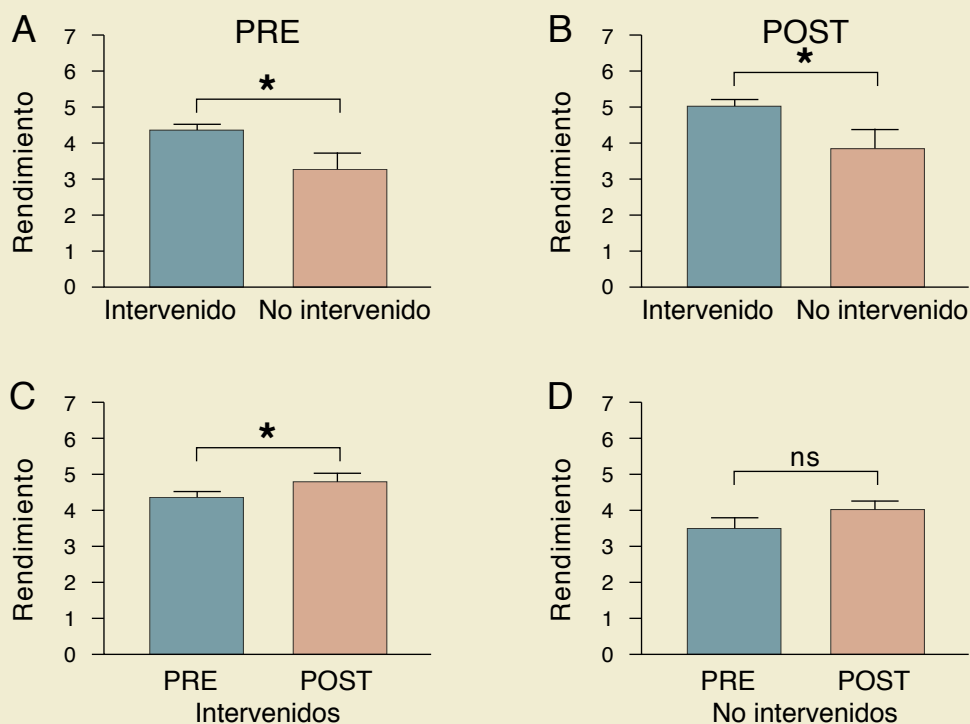 A
PRE
7
6
5
4
3
2
1
0
Rendimiento
*
Intervenido No intervenido
B
POST
7
6
5
4
3
2
1
0
Rendimiento
*
Intervenido No intervenido
C
7
6
5
4
3
2
1
0
Rendimiento
*
PRE POST
Intervenidos
D
7
6
5
4
3
2
1
0
Rendimiento
ns
PRE POST
No intervenidos